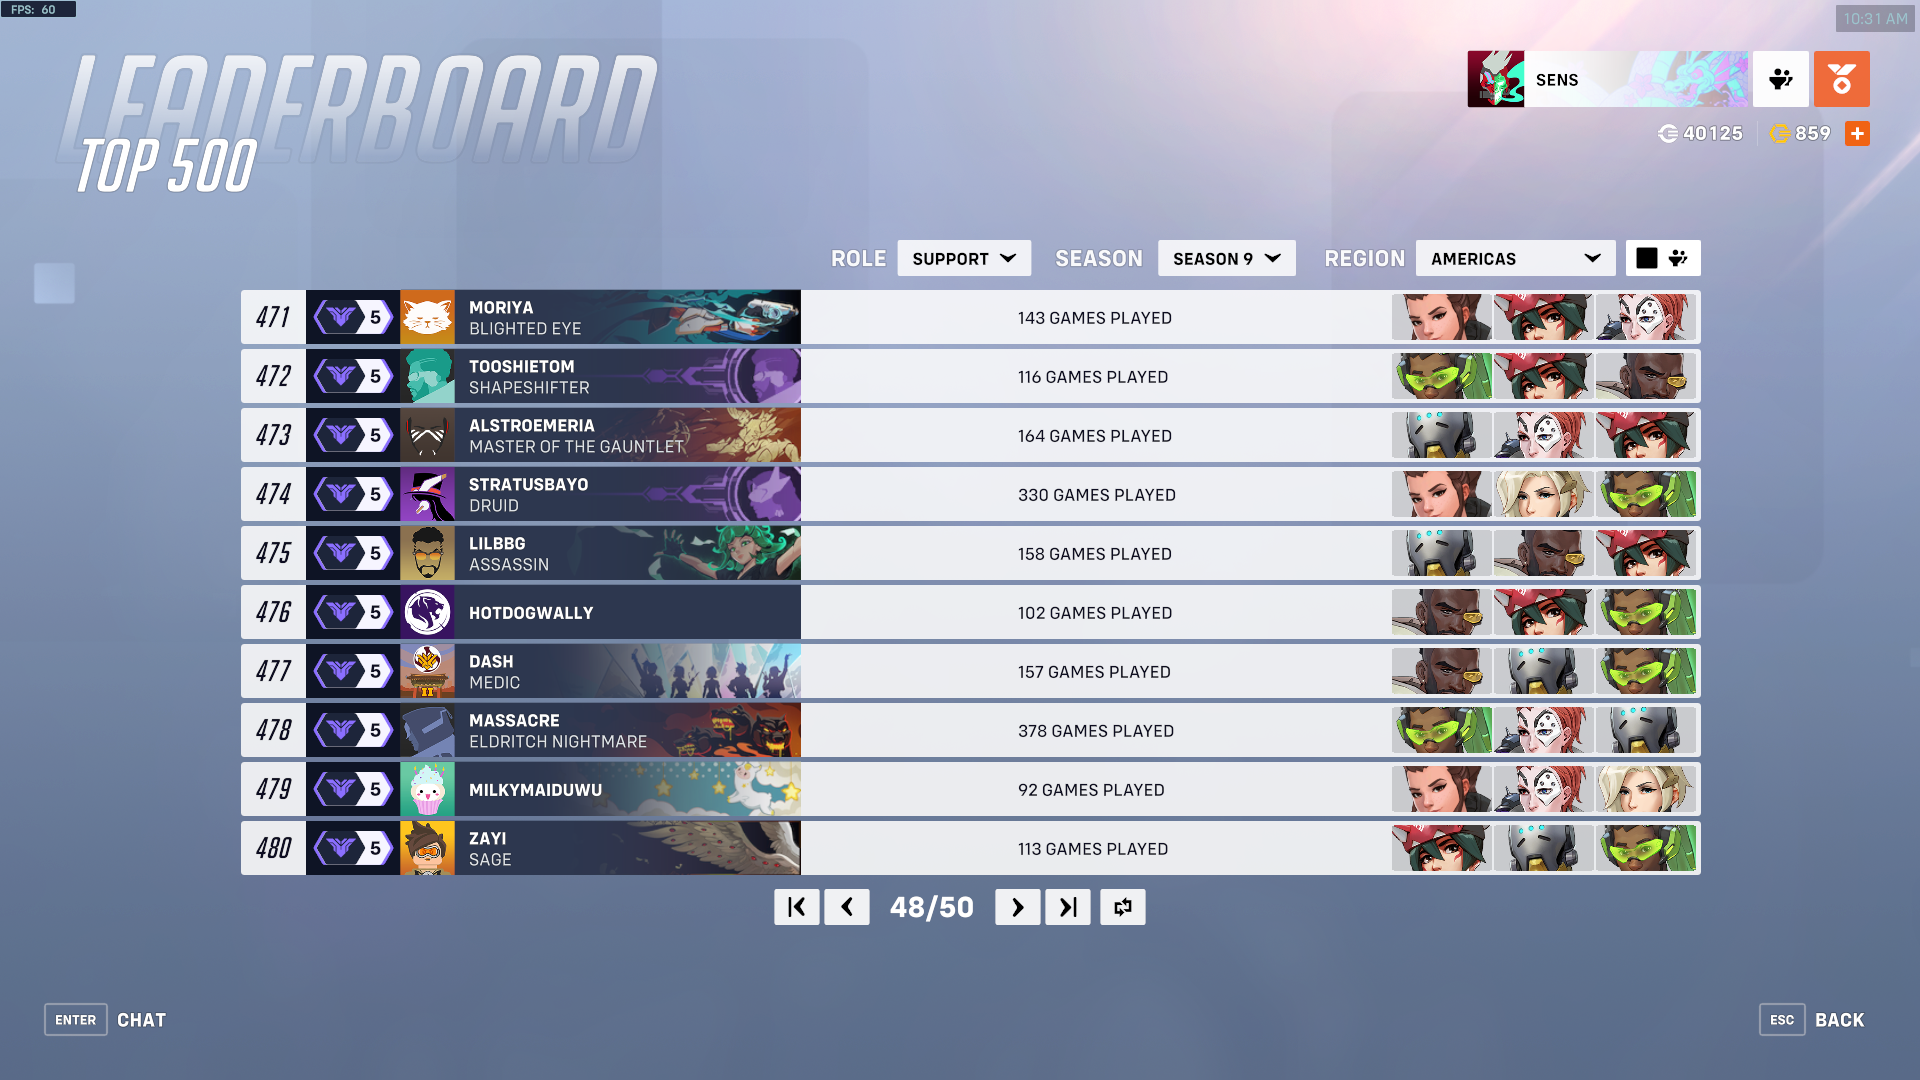 FPS: 60
10:31 AM
LEADERBOARD
TOP 500
SENS
40125 859
ROLE SUPPORT SEASON SEASON 9 REGION AMERICAS
471 5 MORIYA
BLIGHTED EYE
143 GAMES PLAYED
472 5 TOOSHIETOM
SHAPESHIFTER
116 GAMES PLAYED
473 5 ALSTROEMERIA
MASTER OF THE GAUNTLET
164 GAMES PLAYED
474 5 STRATUSBAYO
DRUID
330 GAMES PLAYED
475 5 LILBBG
ASSASSIN
158 GAMES PLAYED
476 5 HOTDOGWALLY
102 GAMES PLAYED
477 5 DASH
MEDIC
157 GAMES PLAYED
478 5 MASSACRE
ELDRITCH NIGHTMARE
378 GAMES PLAYED
479 5 MILKYMAIDUWU
92 GAMES PLAYED
480 5 ZAYI
SAGE
113 GAMES PLAYED
48/50
ENTER CHAT
ESC BACK